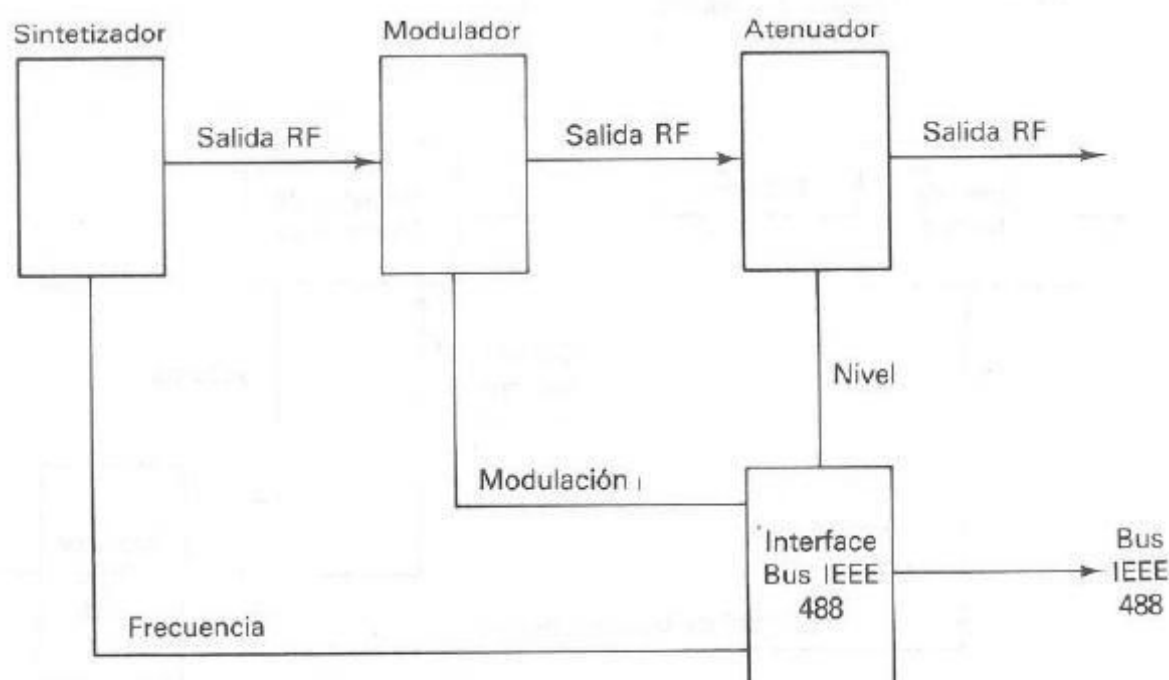 Sintetizador
Modulador
Atenuador
Salida RF
Salida RF
Salida RF
Nivel
Modulación
Interface
Bus IEEE
488
Bus
IEEE
488
Frecuencia